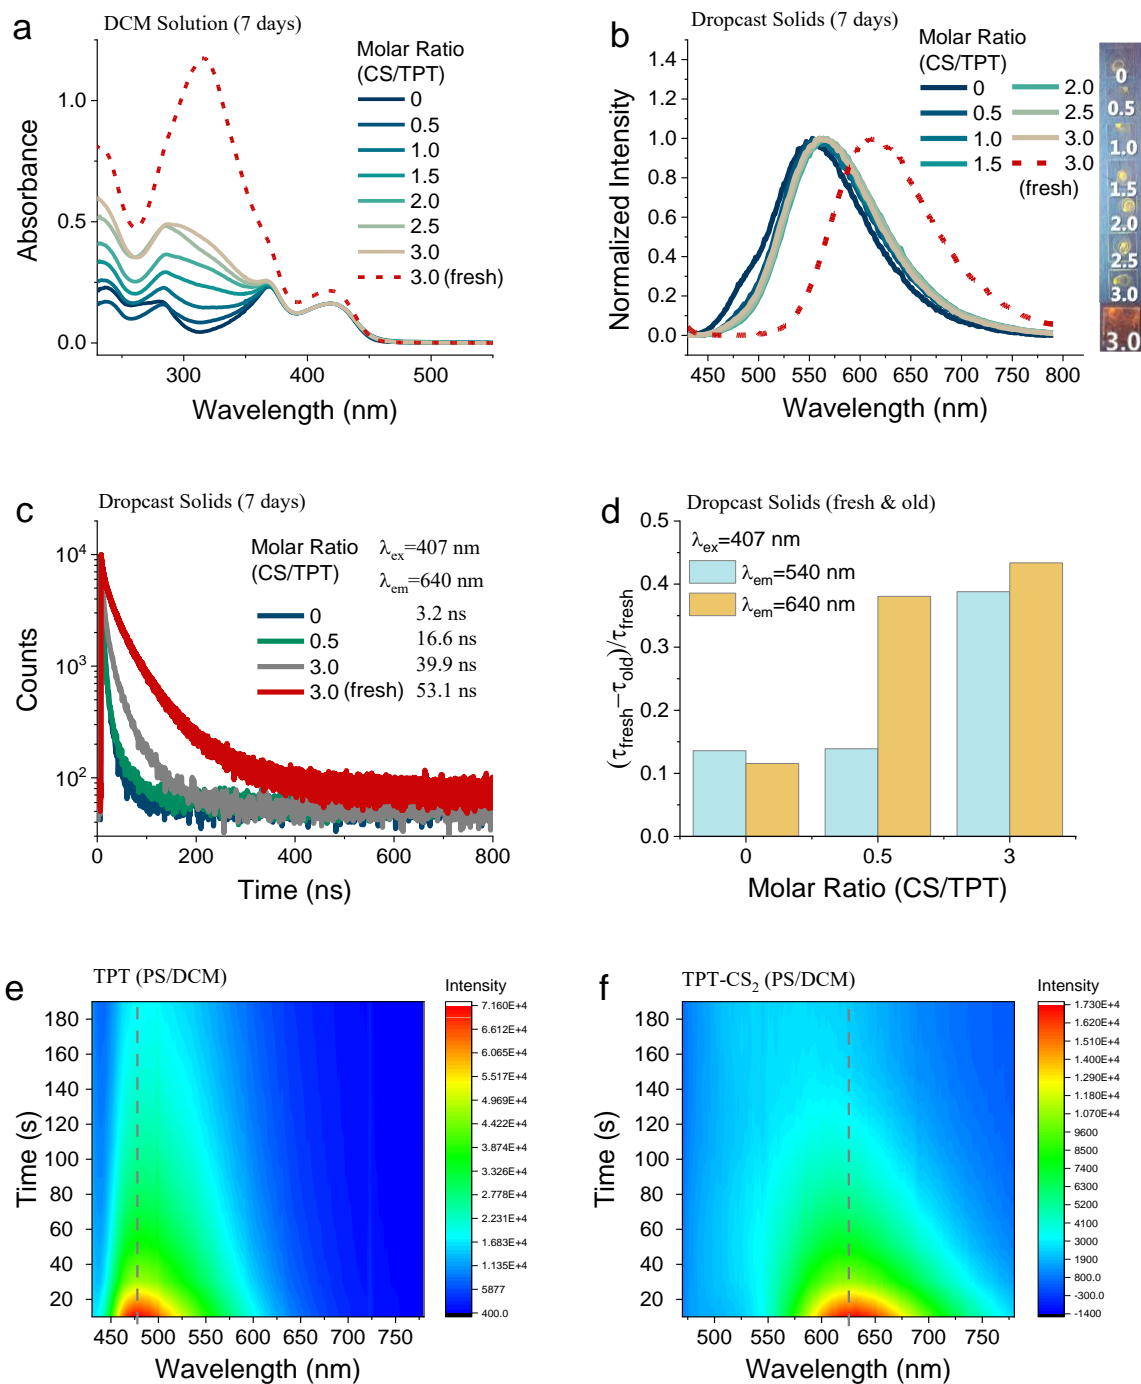 a
DCM Solution (7 days)
Molar Ratio
(CS/TPT)
0
0.5
1.0
1.5
2.0
2.5
3.0
3.0 (fresh)
Absorbance
1.0
0.5
0.0
300 400 500
Wavelength (nm)
b
Dropcast Solids (7 days)
Molar Ratio
(CS/TPT)
0 2.0
0.5 2.5
1.0 3.0
1.5 3.0
(fresh)
Normalized Intensity
1.4
1.2
1.0
0.8
0.6
0.4
0.2
0.0
450 500 550 600 650 700 750 800
Wavelength (nm)
0
0.5
1.0
1.5
2.0
2.5
3.0
3.0
c
Dropcast Solids (7 days)
Molar Ratio
(CS/TPT)
λex=407 nm
λem=640 nm
0 3.2 ns
0.5 16.6 ns
3.0 39.9 ns
3.0 (fresh) 53.1 ns
Counts
10⁴
10³
10²
0 200 400 600 800
Time (ns)
d
Dropcast Solids (fresh & old)
λex=407 nm
λem=540 nm
λem=640 nm
(τfresh−τold)/τfresh
0.5
0.4
0.3
0.2
0.1
0.0
0 0.5 3
Molar Ratio (CS/TPT)
e
TPT (PS/DCM)
Intensity
7.160E+4
6.612E+4
6.065E+4
5.517E+4
4.969E+4
4.422E+4
3.874E+4
3.326E+4
2.778E+4
2.231E+4
1.683E+4
1.135E+4
5877
400.0
Time (s)
180
160
140
120
100
80
60
40
20
450 500 550 600 650 700 750
Wavelength (nm)
f
TPT-CS₂ (PS/DCM)
Intensity
1.730E+4
1.620E+4
1.510E+4
1.400E+4
1.290E+4
1.180E+4
1.070E+4
9600
8500
7400
6300
5200
4100
3000
1900
800.0
-300.0
-1400
Time (s)
180
160
140
120
100
80
60
40
20
500 550 600 650 700 750
Wavelength (nm)